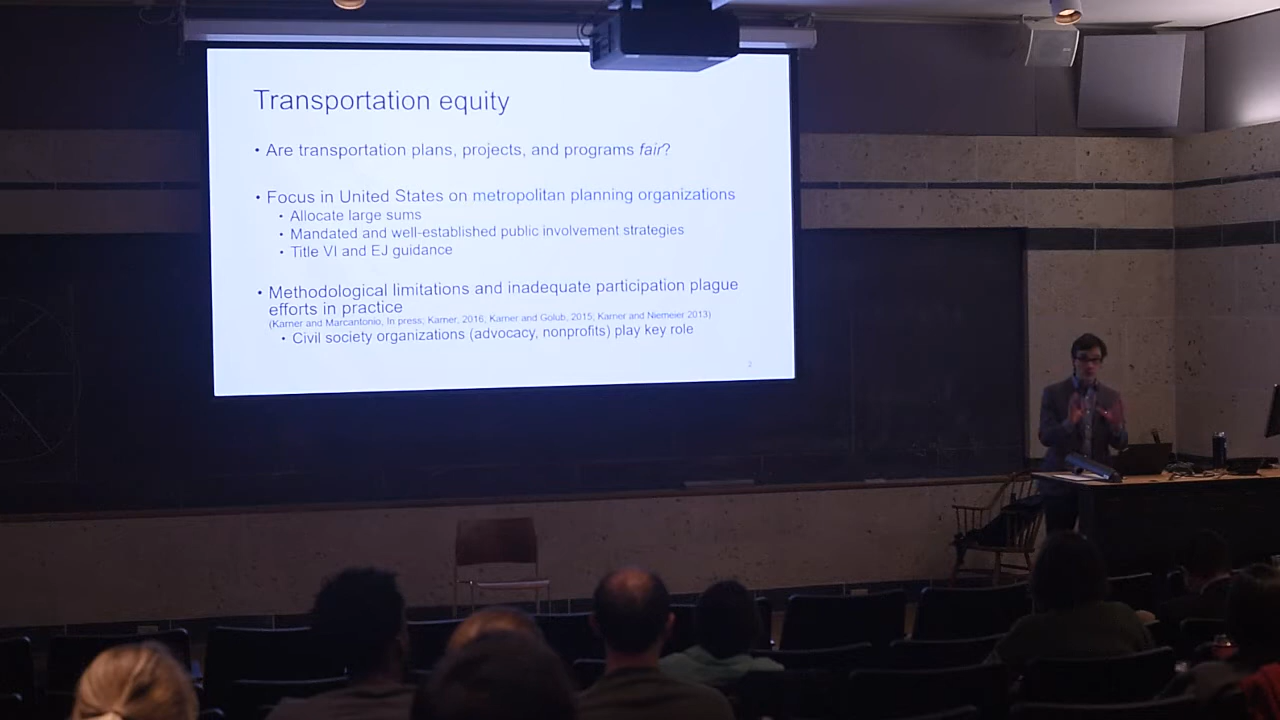 Transportation equity
• Are transportation plans, projects, and programs fair?
• Focus in United States on metropolitan planning organizations
• Allocate large sums
• Mandated and well-established public involvement strategies
• Title VI and EJ guidance
• Methodological limitations and inadequate participation plague
efforts in practice
(Karner and Marcantonio, In press; Karner, 2016; Karner and Golub, 2015; Karner and Niemeier 2013)
• Civil society organizations (advocacy, nonprofits) play key role
2